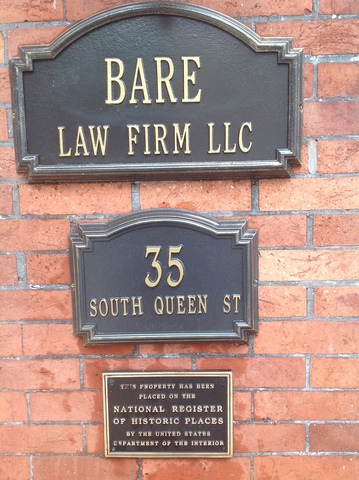 BARE
LAW FIRM LLC
35
SOUTH QUEEN ST
THIS PROPERTY HAS BEEN
PLACED ON THE
NATIONAL REGISTER
OF HISTORIC PLACES
BY THE UNITED STATES
DEPARTMENT OF THE INTERIOR